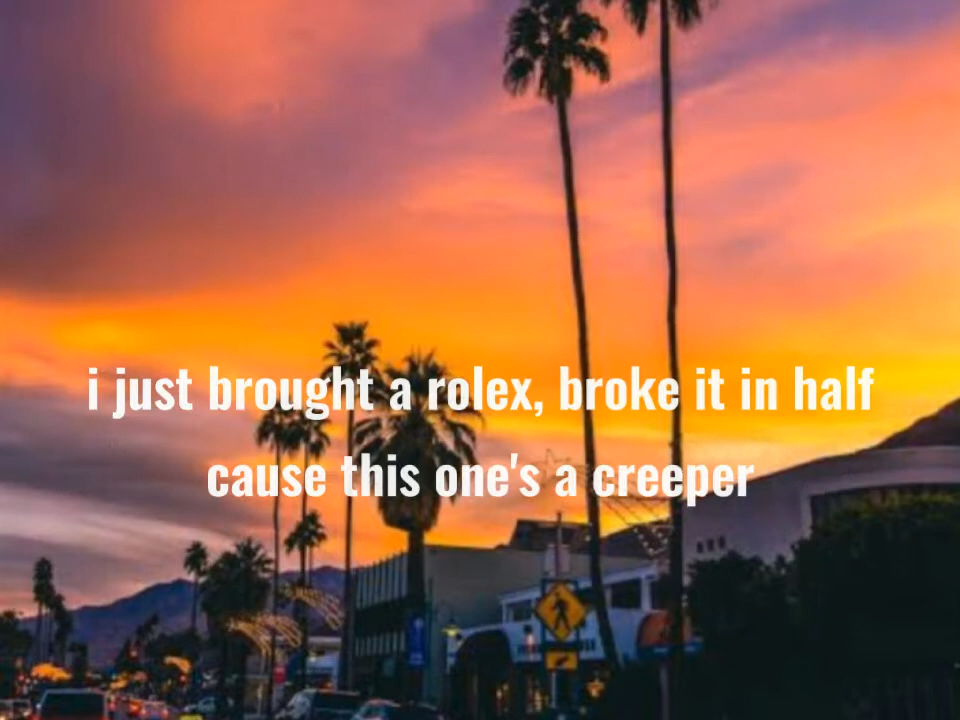 i just brought a rolex, broke it in half
cause this one's a creeper